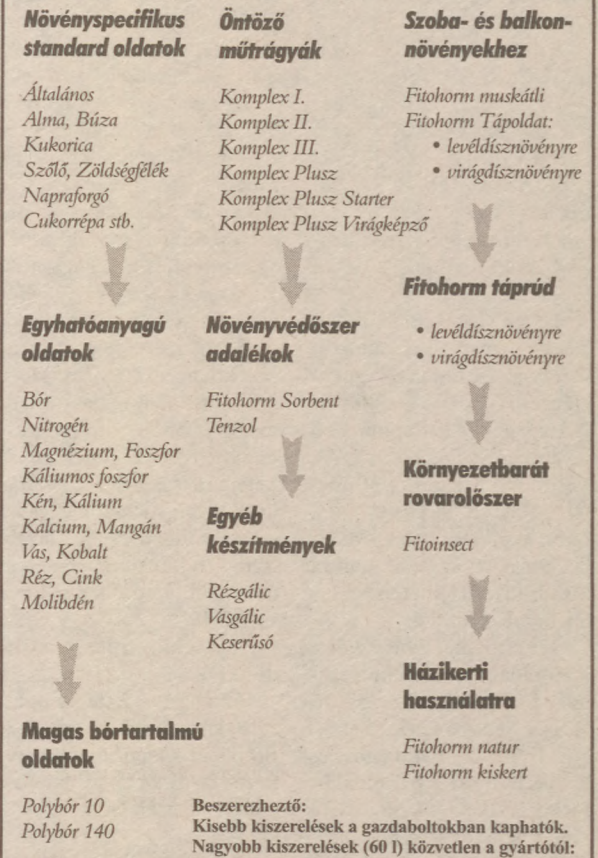 Növényspecifikus
standard oldatok
Általános
Alma, Búza
Kukorica
Szőlő, Zöldségfélék
Napraforgó
Cukorrépa stb.
Egyhatóanyagú
oldatok
Bór
Nitrogén
Magnézium, Foszfor
Káliumos foszfor
Kén, Kálium
Kalcium, Mangán
Vas, Kobalt
Réz, Cink
Molibdén
Magas bórtartalmú
oldatok
Polybór 10
Polybór 140
Öntöző
műtrágyák
Komplex I.
Komplex II.
Komplex III.
Komplex Plusz
Komplex Plusz Starter
Komplex Plusz Virágképző
Növényvédőszer
adalékok
Fitohorm Sorbent
Tenzol
Egyéb
készítmények
Rézgálic
Vasgálic
Keserűsó
Szoba- és balkon-
növényekhez
Fitohorm muskátli
Fitohorm Tápoldat:
• levéldísznövényre
• virágdísznövényre
Fitohorm táprúd
• levéldísznövényre
• virágdísznövényre
Környezetbarát
rovarolőszer
Fitoinsect
Házikerti
használatra
Fitohorm natur
Fitohorm kiskert
Beszerezheztő:
Kisebb kiszerelések a gazdaboltokban kaphatók.
Nagyobb kiszerelések (60 l) közvetlen a gyártótól: